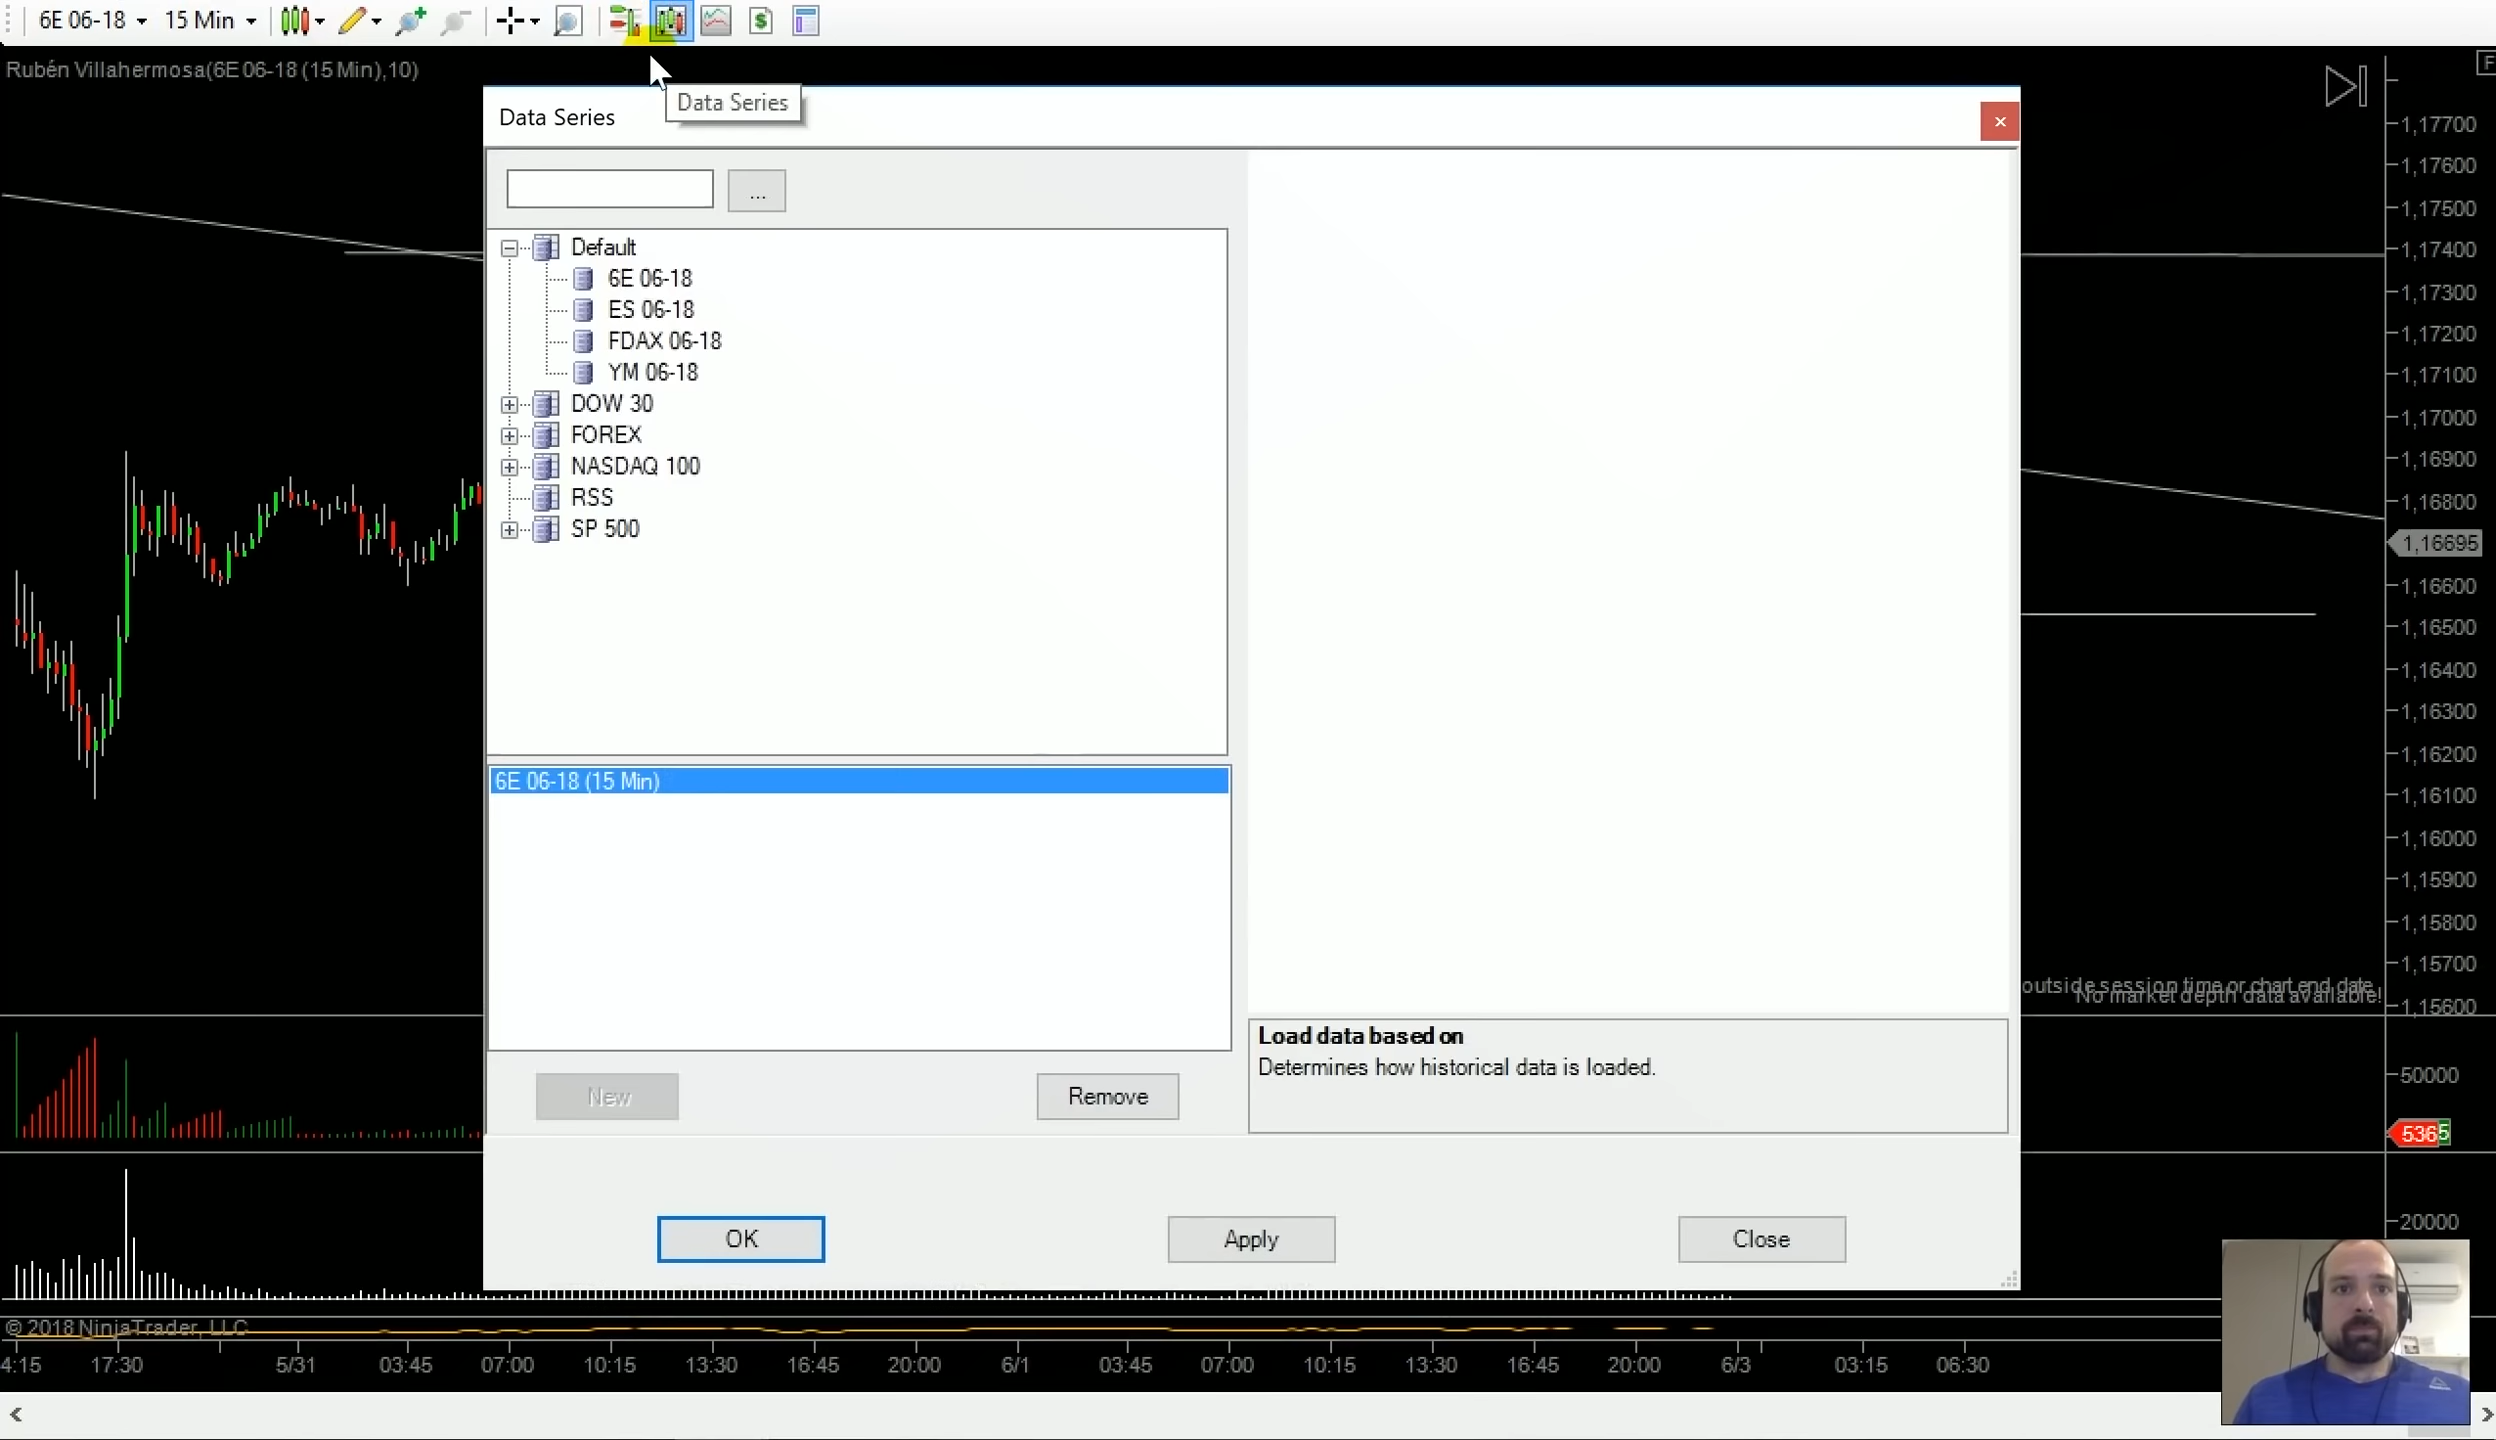 6E 06-18
15 Min
Rubén Villahermosa(6E 06-18 (15 Min),10)
Data Series
Data Series
...
Default
6E 06-18
ES 06-18
FDAX 06-18
YM 06-18
DOW 30
FOREX
NASDAQ 100
RSS
SP 500
6E 06-18 (15 Min)
New
Remove
Load data based on
Determines how historical data is loaded.
OK
Apply
Close
F
1,17700
1,17600
1,17500
1,17400
1,17300
1,17200
1,17100
1,17000
1,16900
1,16800
1,16695
1,16600
1,16500
1,16400
1,16300
1,16200
1,16100
1,16000
1,15900
1,15800
1,15700
1,15600
outside session time or chart end date
No market depth data available!
50000
5365
20000
© 2018 NinjaTrader, LLC
4:15 17:30 5/31 03:45 07:00 10:15 13:30 16:45 20:00 6/1 03:45 07:00 10:15 13:30 16:45 20:00 6/3 03:15 06:30